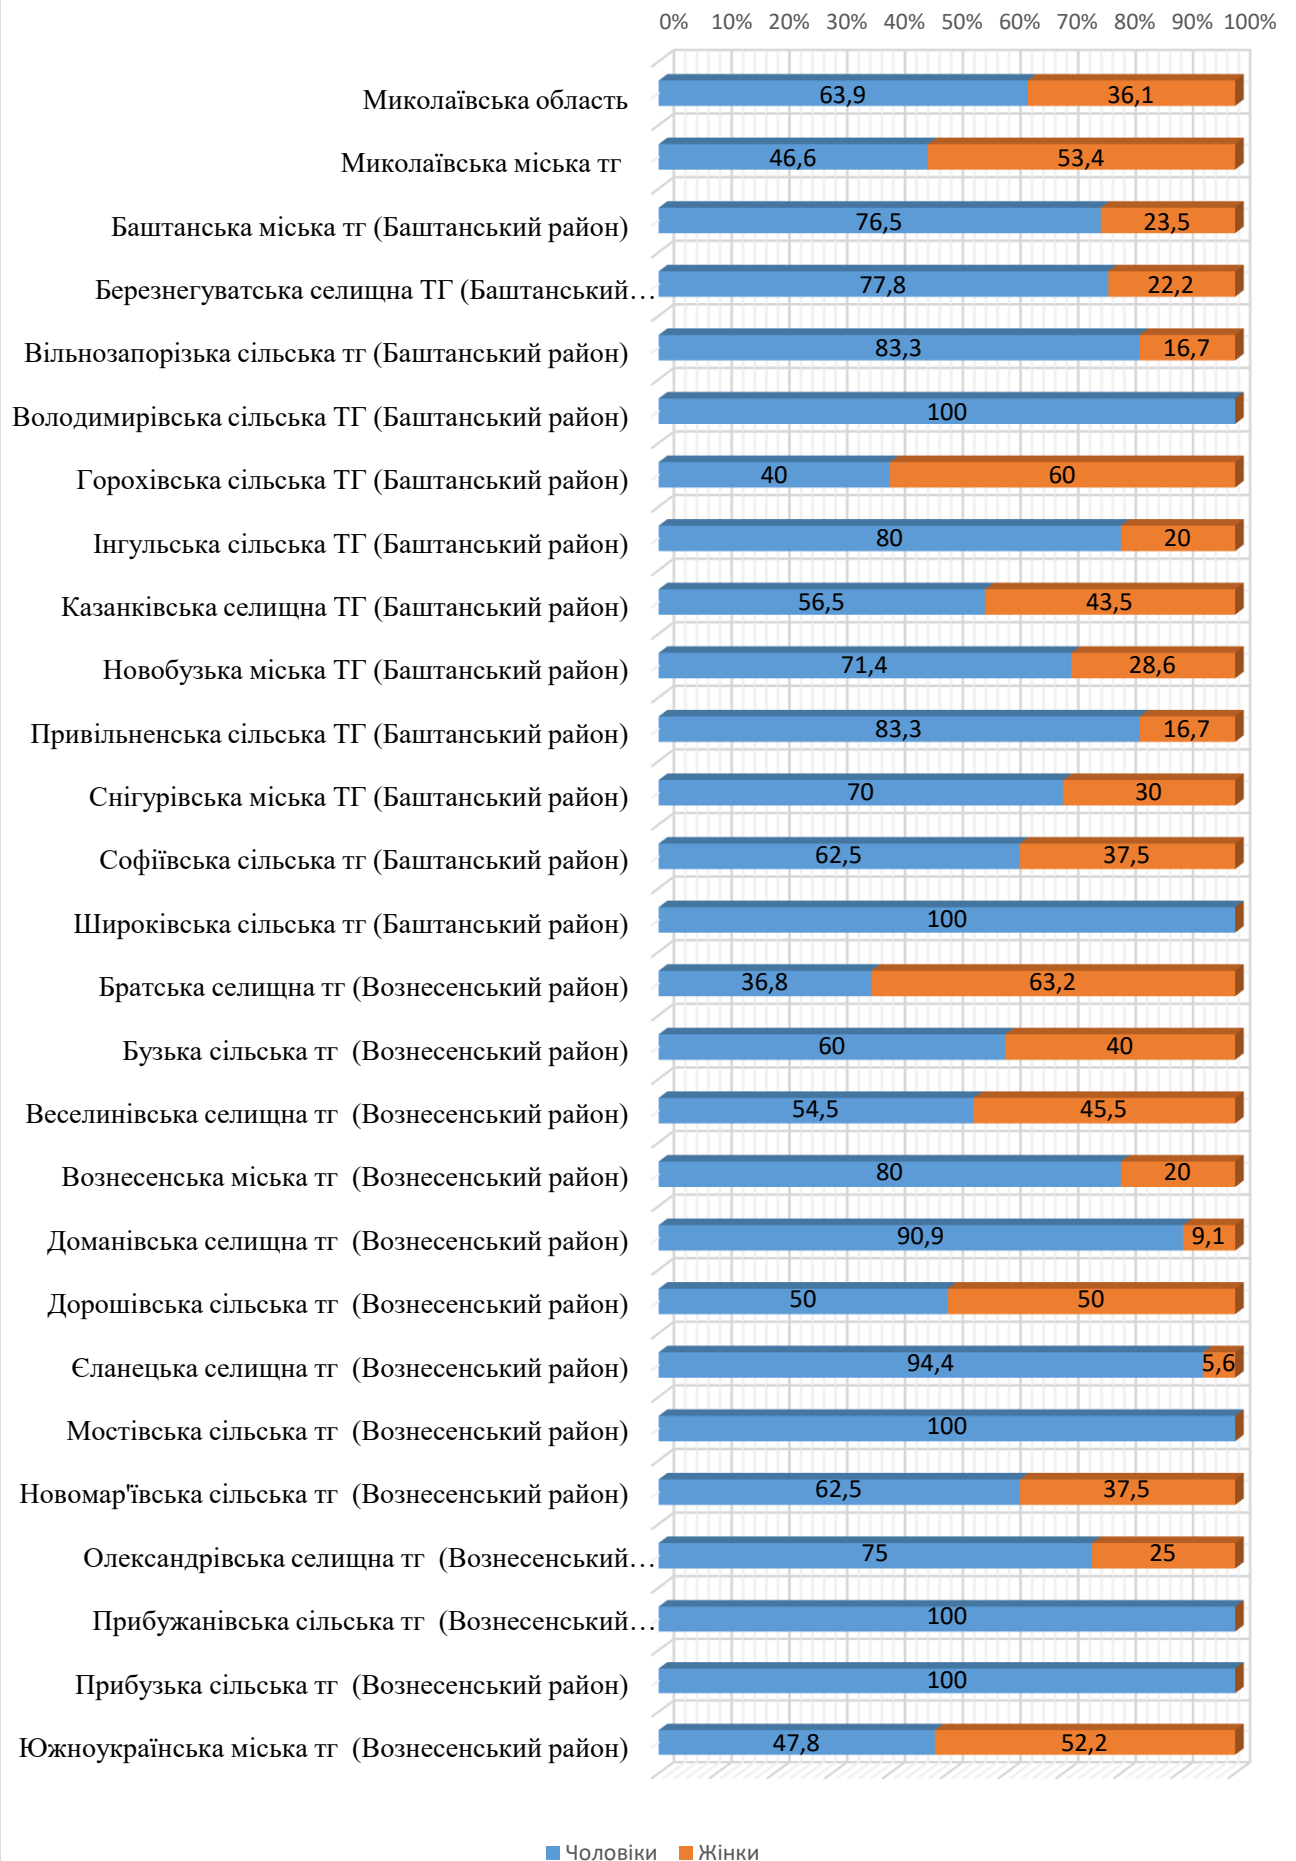 0% 10% 20% 30% 40% 50% 60% 70% 80% 90% 100%
Миколаївська область 63,9 36,1
Миколаївська міська тг 46,6 53,4
Баштанська міська тг (Баштанський район) 76,5 23,5
Березнегуватська селищна ТГ (Баштанський… 77,8 22,2
Вільнозапорізька сільська тг (Баштанський район) 83,3 16,7
Володимирівська сільська ТГ (Баштанський район) 100
Горохівська сільська ТГ (Баштанський район) 40 60
Інгульська сільська ТГ (Баштанський район) 80 20
Казанківська селищна ТГ (Баштанський район) 56,5 43,5
Новобузька міська ТГ (Баштанський район) 71,4 28,6
Привільненська сільська ТГ (Баштанський район) 83,3 16,7
Снігурівська міська ТГ (Баштанський район) 70 30
Софіївська сільська тг (Баштанський район) 62,5 37,5
Широківська сільська тг (Баштанський район) 100
Братська селищна тг (Вознесенський район) 36,8 63,2
Бузька сільська тг (Вознесенський район) 60 40
Веселинівська селищна тг (Вознесенський район) 54,5 45,5
Вознесенська міська тг (Вознесенський район) 80 20
Доманівська селищна тг (Вознесенський район) 90,9 9,1
Дорошівська сільська тг (Вознесенський район) 50 50
Єланецька селищна тг (Вознесенський район) 94,4 5,6
Мостівська сільська тг (Вознесенський район) 100
Новомар'ївська сільська тг (Вознесенський район) 62,5 37,5
Олександрівська селищна тг (Вознесенський… 75 25
Прибужанівська сільська тг (Вознесенський… 100
Прибузька сільська тг (Вознесенський район) 100
Южноукраїнська міська тг (Вознесенський район) 47,8 52,2
Чоловіки Жінки